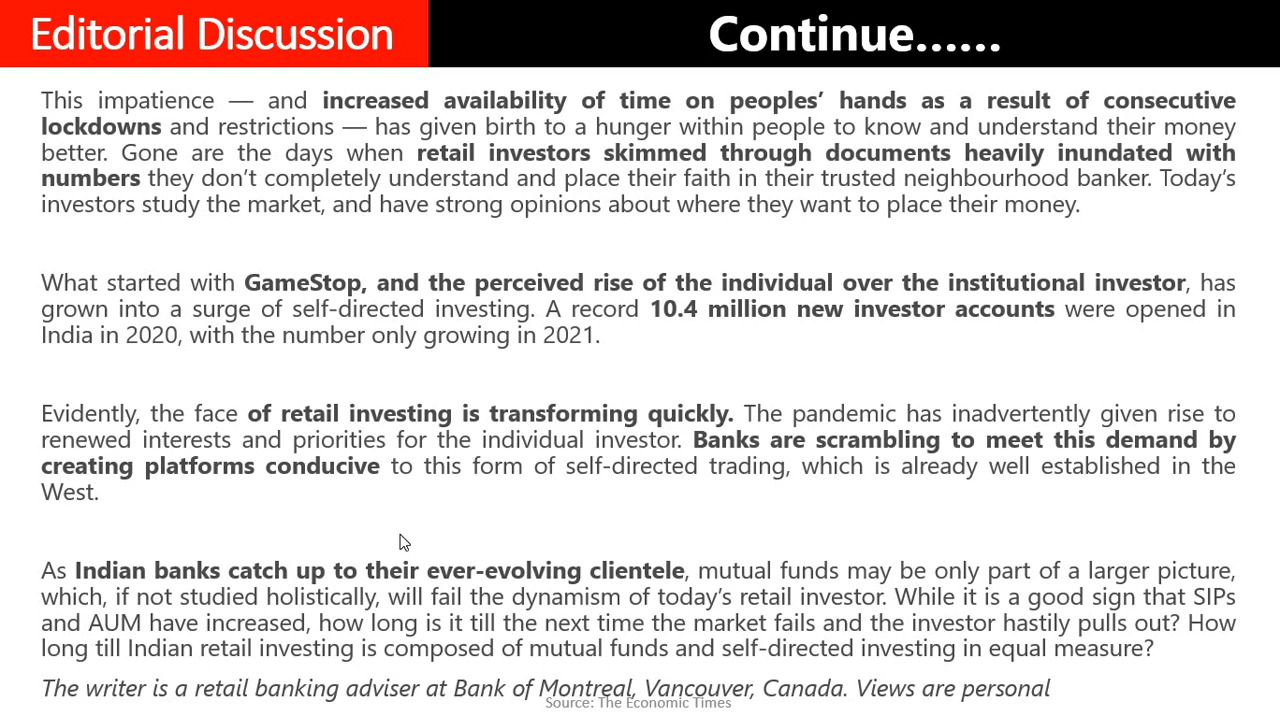 Editorial Discussion
Continue......
This impatience — and increased availability of time on peoples’ hands as a result of consecutive
lockdowns and restrictions — has given birth to a hunger within people to know and understand their money
better. Gone are the days when retail investors skimmed through documents heavily inundated with
numbers they don’t completely understand and place their faith in their trusted neighbourhood banker. Today’s
investors study the market, and have strong opinions about where they want to place their money.
What started with GameStop, and the perceived rise of the individual over the institutional investor, has
grown into a surge of self-directed investing. A record 10.4 million new investor accounts were opened in
India in 2020, with the number only growing in 2021.
Evidently, the face of retail investing is transforming quickly. The pandemic has inadvertently given rise to
renewed interests and priorities for the individual investor. Banks are scrambling to meet this demand by
creating platforms conducive to this form of self-directed trading, which is already well established in the
West.
As Indian banks catch up to their ever-evolving clientele, mutual funds may be only part of a larger picture,
which, if not studied holistically, will fail the dynamism of today’s retail investor. While it is a good sign that SIPs
and AUM have increased, how long is it till the next time the market fails and the investor hastily pulls out? How
long till Indian retail investing is composed of mutual funds and self-directed investing in equal measure?
The writer is a retail banking adviser at Bank of Montreal, Vancouver, Canada. Views are personal
Source: The Economic Times